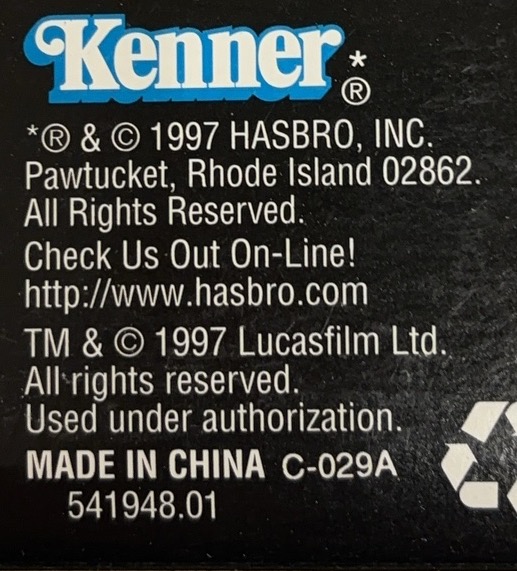 Kenner*®
*® & © 1997 HASBRO, INC.
Pawtucket, Rhode Island 02862.
All Rights Reserved.
Check Us Out On-Line!
http://www.hasbro.com
TM & © 1997 Lucasfilm Ltd.
All rights reserved.
Used under authorization.
MADE IN CHINA C-029A
541948.01